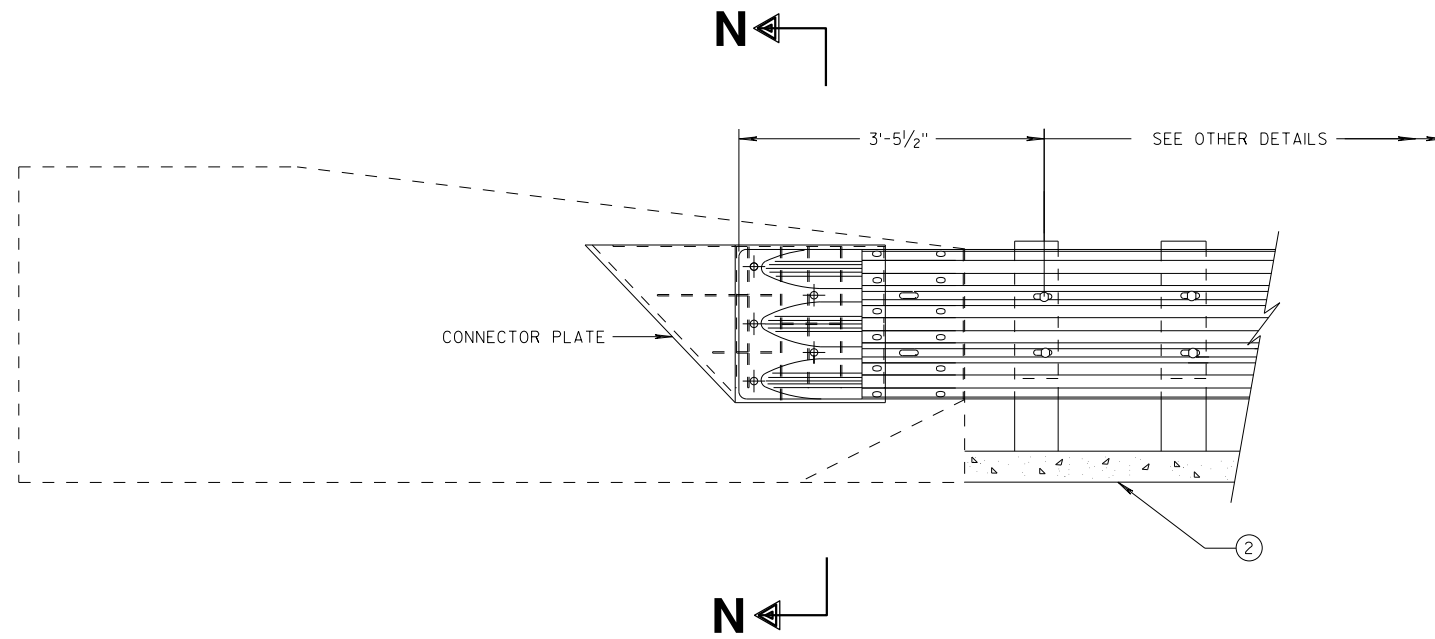 N
3'-5½"
SEE OTHER DETAILS
CONNECTOR PLATE
2
N